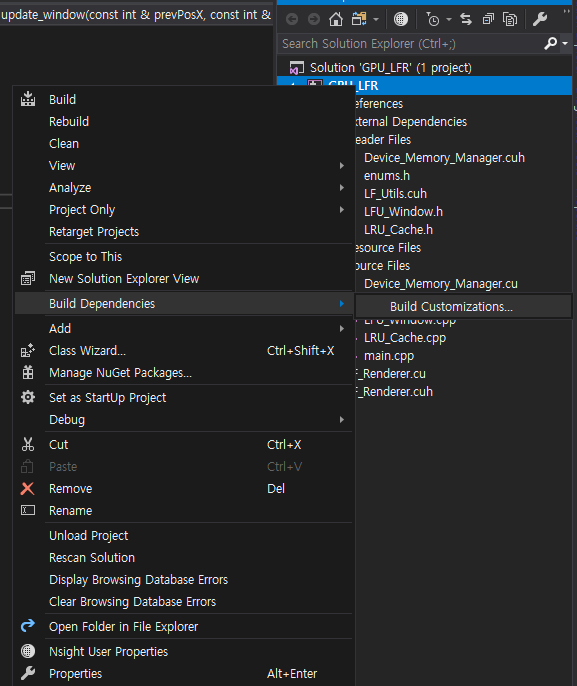 update_window(const int & prevPosX, const int &
Search Solution Explorer (Ctrl+;)
Solution 'GPU_LFR' (1 project)
GPU_LFR
eferences
xternal Dependencies
eader Files
Device_Memory_Manager.cuh
enums.h
LF_Utils.cuh
LFU_Window.h
LRU_Cache.h
esource Files
ource Files
Device_Memory_Manager.cu
LFU_Window.cpp
LRU_Cache.cpp
main.cpp
F_Renderer.cu
F_Renderer.cuh
Build
Rebuild
Clean
View
Analyze
Project Only
Retarget Projects
Scope to This
New Solution Explorer View
Build Dependencies
Build Customizations...
Add
Class Wizard... Ctrl+Shift+X
Manage NuGet Packages...
Set as StartUp Project
Debug
Cut Ctrl+X
Paste Ctrl+V
Remove Del
Rename
Unload Project
Rescan Solution
Display Browsing Database Errors
Clear Browsing Database Errors
Open Folder in File Explorer
Nsight User Properties
Properties Alt+Enter